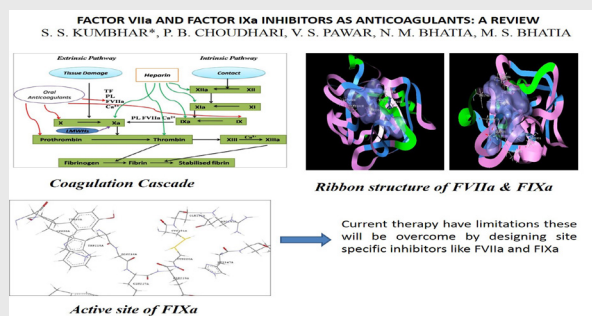 FACTOR VIIa AND FACTOR IXa INHIBITORS AS ANTICOAGULANTS: A REVIEW
S. S. KUMBHAR*, P. B. CHOUDHARI, V. S. PAWAR, N. M. BHATIA, M. S. BHATIA
Extrinsic Pathway
Intrinsic Pathway
Tissue Damage
Heparin
Contact
Oral
Anticoagulants
TF
PL
FVIIa
Ca²⁺
XIIa
XII
XIa
XI
X
Xa
PL FVIIa Ca²⁺
IXa
IX
LMWHs
Prothrombin
Thrombin
XIII
XIIIa
Fibrinogen
Fibrin
Stabilised fibrin
Coagulation Cascade
Ribbon structure of FVIIa & FIXa
Current therapy have limitations these
will be overcome by designing site
specific inhibitors like FVIIa and FIXa
Active site of FIXa